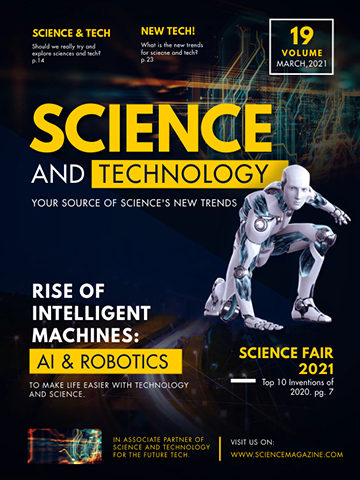 SCIENCE & TECH
Should we really try and
explore sciences and tech?
p.14
NEW TECH!
What is the new trends
for science and tech?
p.23
19
VOLUME
MARCH,2021
SCIENCE
AND TECHNOLOGY
YOUR SOURCE OF SCIENCE'S NEW TRENDS
RISE OF
INTELLIGENT
MACHINES:
AI & ROBOTICS
TO MAKE LIFE EASIER WITH TECHNOLOGY
AND SCIENCE.
SCIENCE FAIR
2021
Top 10 Inventions of
2020. pg. 7
IN ASSOCIATE PARTNER OF
SCIENCE AND TECHNOLOGY
FOR THE FUTURE TECH.
VISIT US ON:
WWW.SCIENCEMAGAZINE.COM